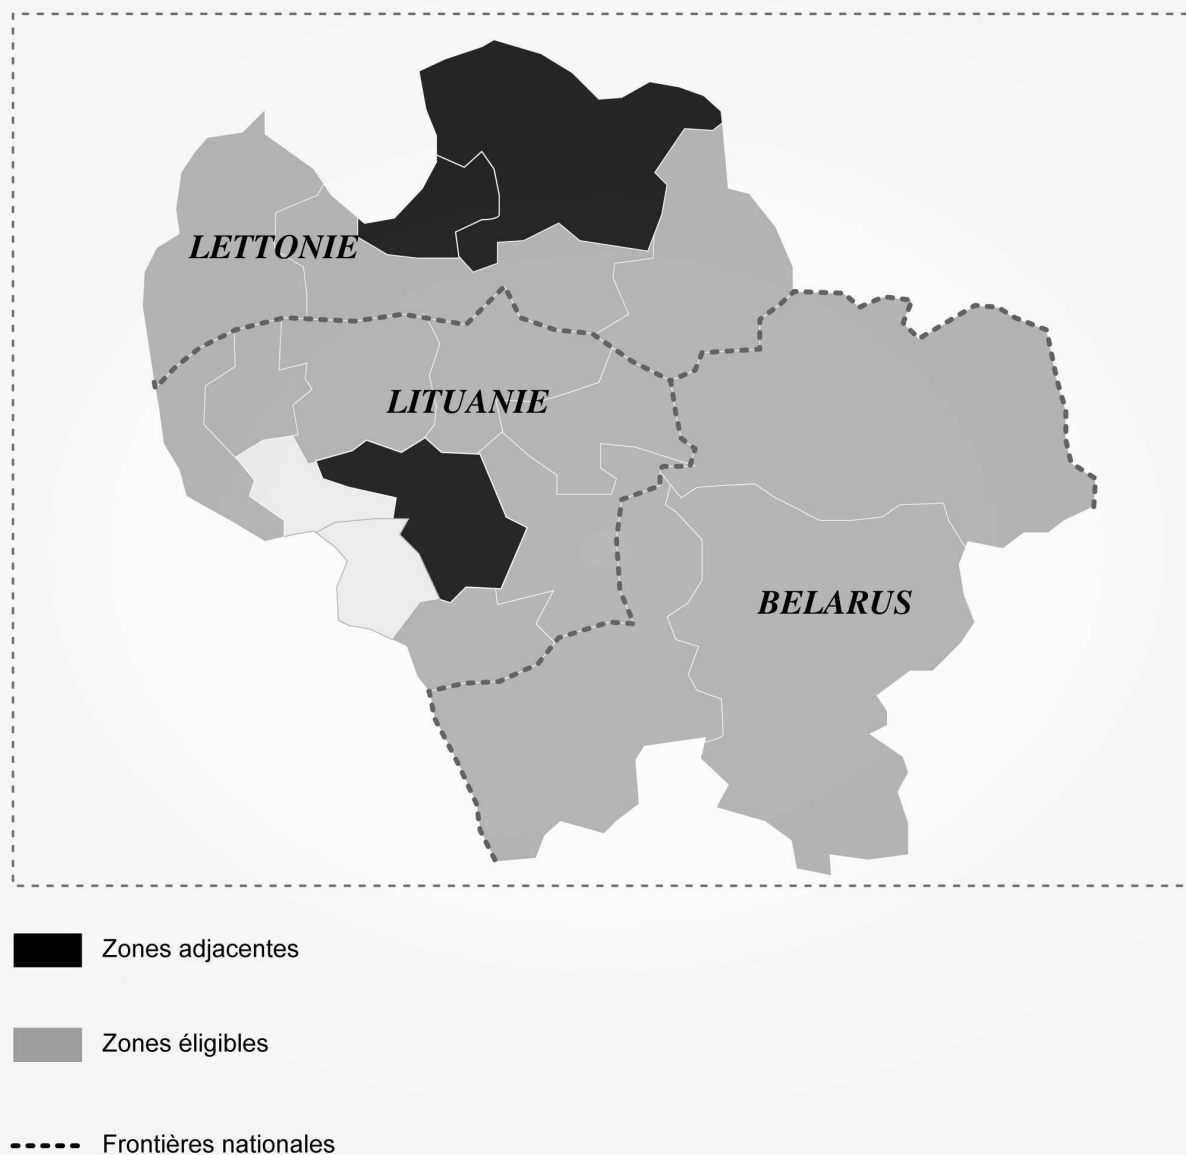 LETTONIE
LITUANIE
BELARUS
Zones adjacentes
Zones éligibles
Frontières nationales